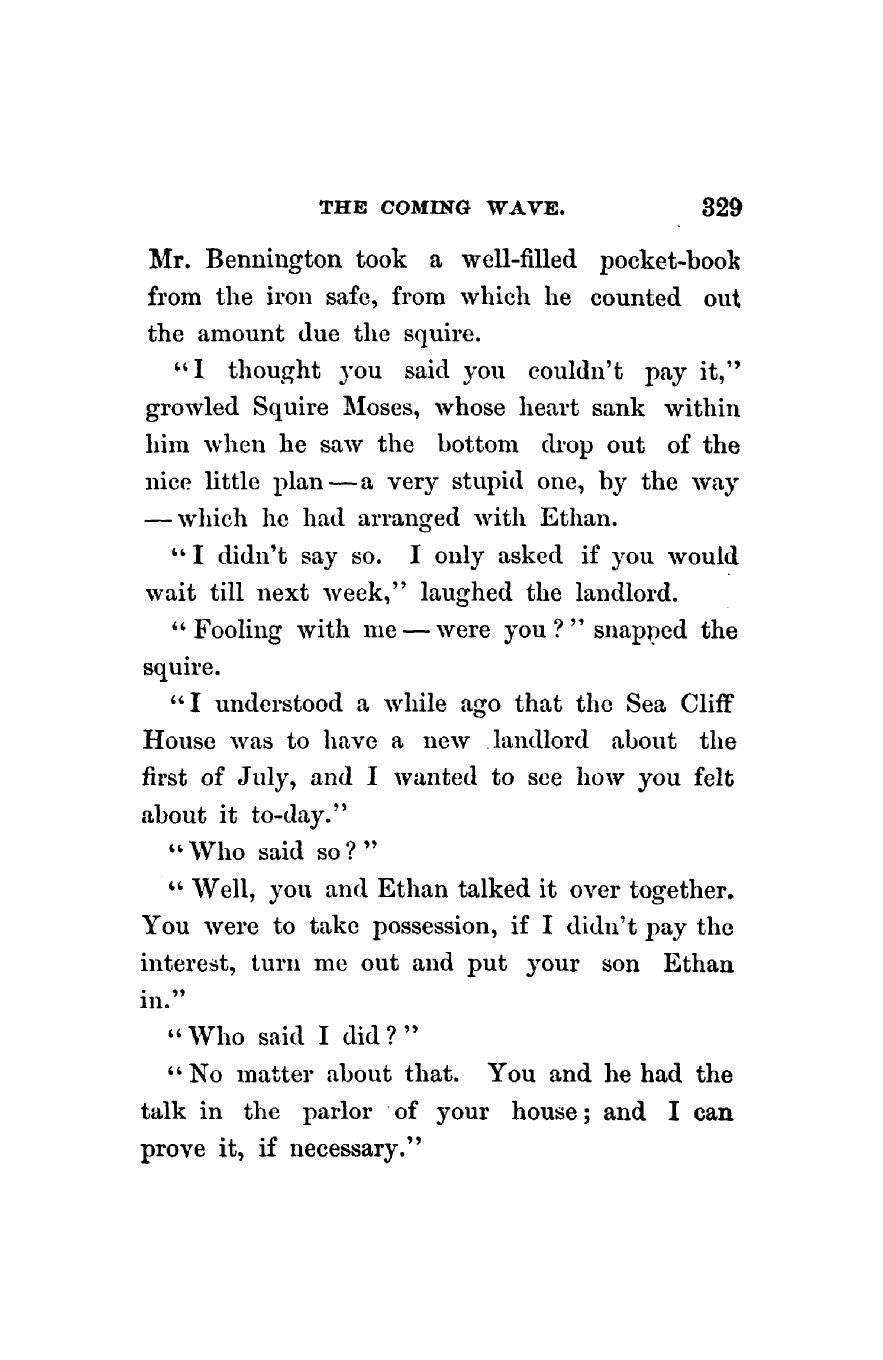 THE COMING WAVE. 329
Mr. Bennington took a well-filled pocket-book
from the iron safe, from which he counted out
the amount due the squire.
“I thought you said you couldn’t pay it,”
growled Squire Moses, whose heart sank within
him when he saw the bottom drop out of the
nice little plan—a very stupid one, by the way
—which he had arranged with Ethan.
“I didn’t say so. I only asked if you would
wait till next week,” laughed the landlord.
“Fooling with me—were you?” snapped the
squire.
“I understood a while ago that the Sea Cliff
House was to have a new landlord about the
first of July, and I wanted to see how you felt
about it to-day.”
“Who said so?”
“Well, you and Ethan talked it over together.
You were to take possession, if I didn’t pay the
interest, turn me out and put your son Ethan
in.”
“Who said I did?”
“No matter about that. You and he had the
talk in the parlor of your house; and I can
prove it, if necessary.”